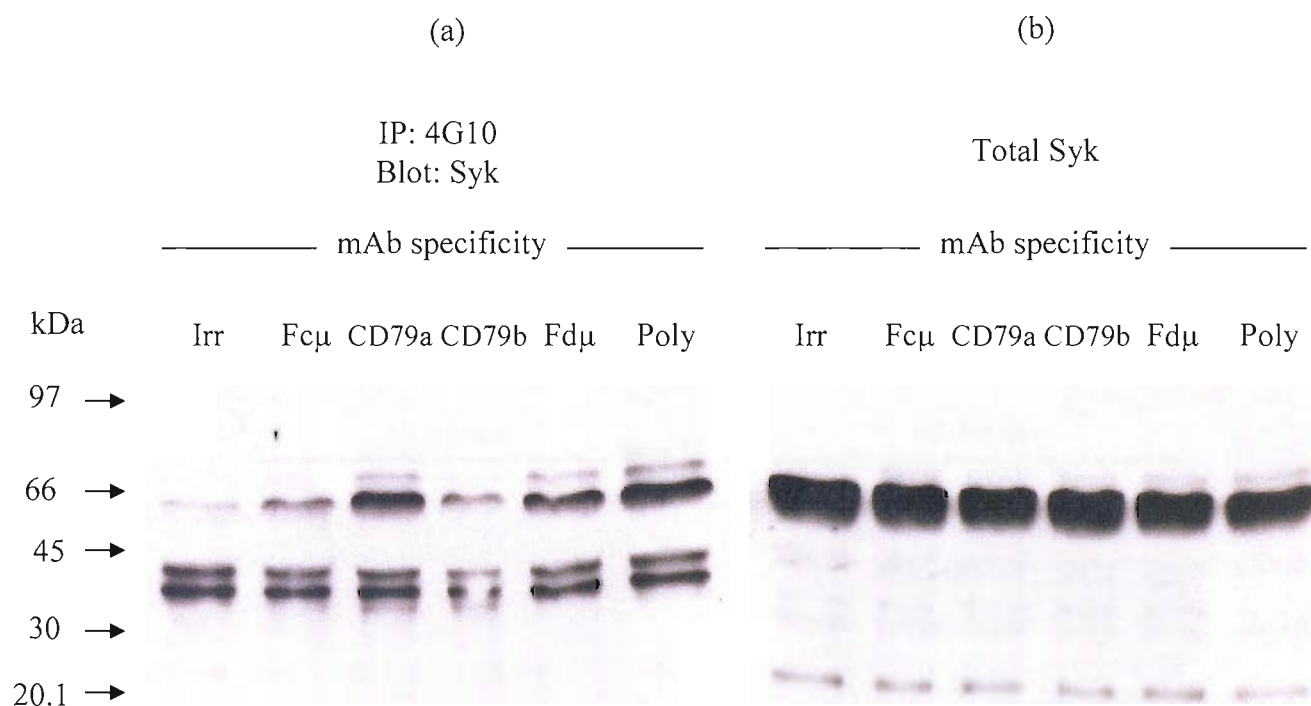 (a)
(b)
IP: 4G10
Blot: Syk
Total Syk
mAb specificity
mAb specificity
kDa
Irr Fcμ CD79a CD79b Fdμ Poly
Irr Fcμ CD79a CD79b Fdμ Poly
97
66
45
30
20.1